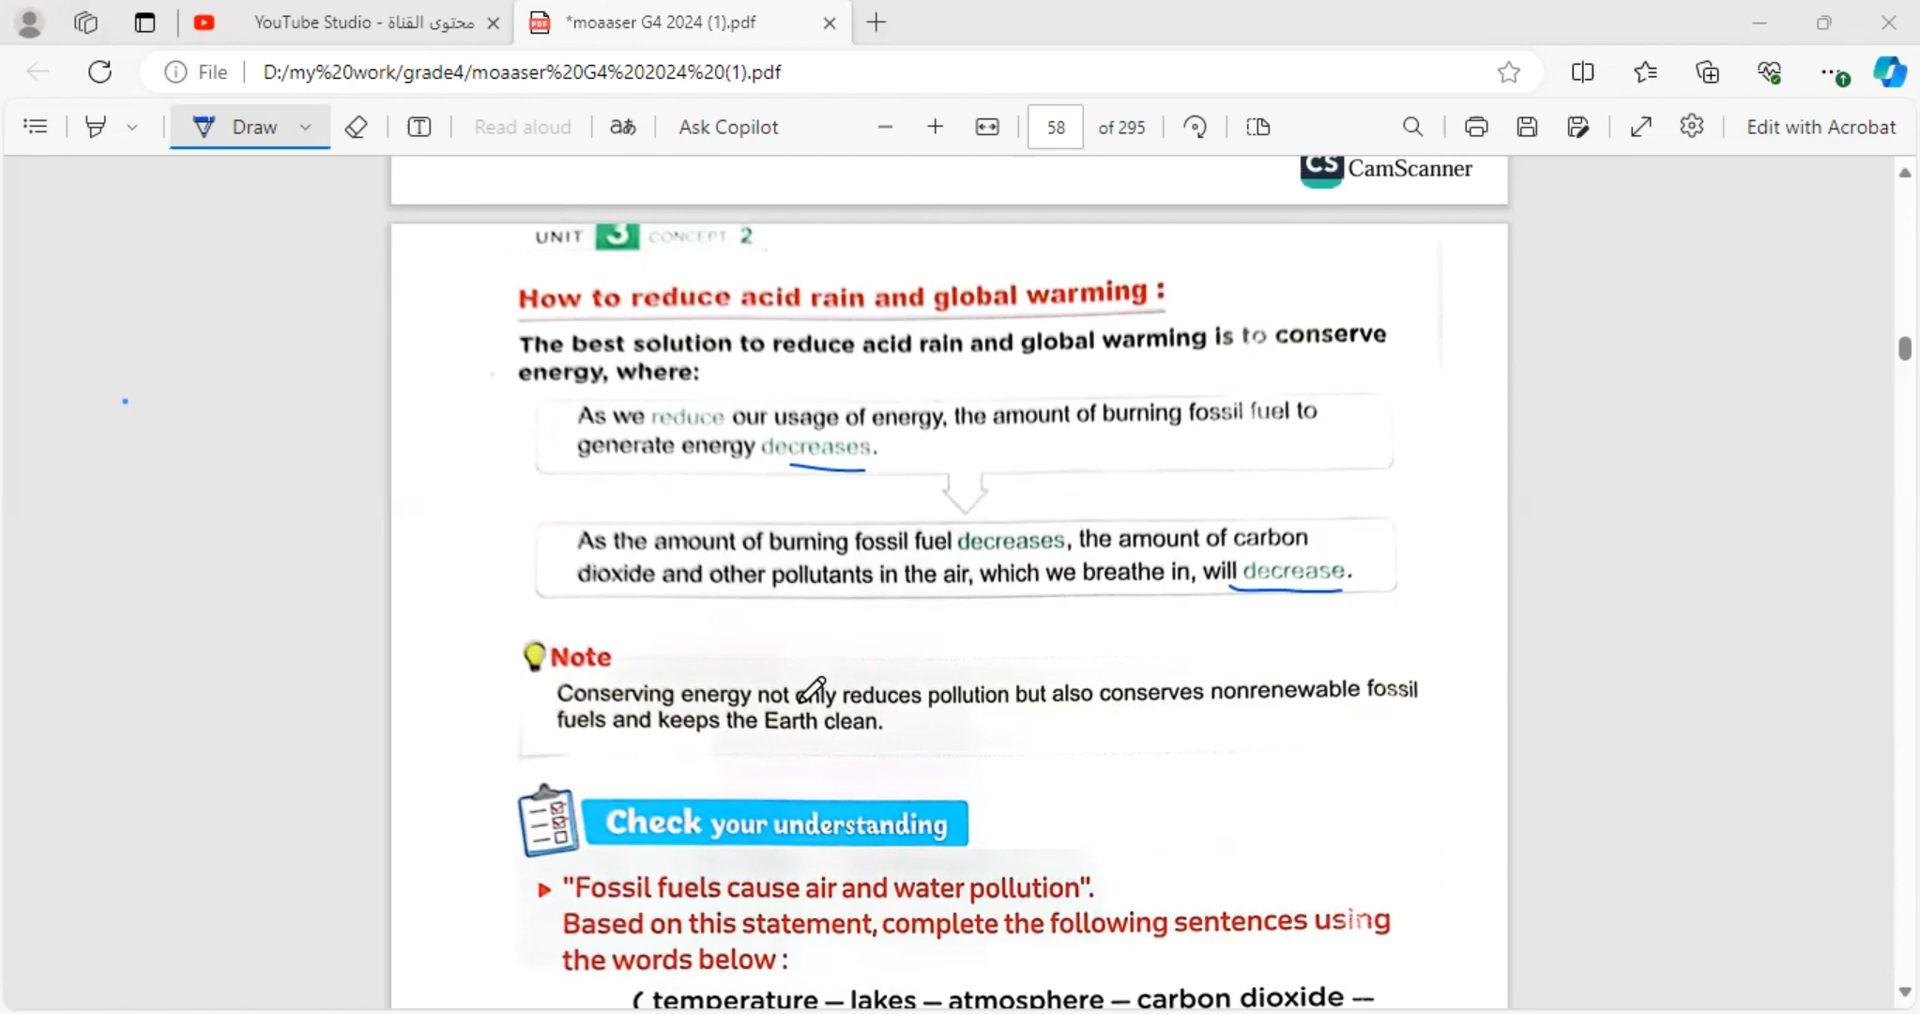 YouTube Studio - محتوى القناة
*moaaser G4 2024 (1).pdf
File
D:/my%20work/grade4/moaaser%20G4%202024%20(1).pdf
Draw
Read aloud
Ask Copilot
58
of 295
Edit with Acrobat
CS CamScanner
UNIT 3 CONCEPT 2
How to reduce acid rain and global warming :
The best solution to reduce acid rain and global warming is to conserve
energy, where:
As we reduce our usage of energy, the amount of burning fossil fuel to
generate energy decreases.
As the amount of burning fossil fuel decreases, the amount of carbon
dioxide and other pollutants in the air, which we breathe in, will decrease.
Note
Conserving energy not only reduces pollution but also conserves nonrenewable fossil
fuels and keeps the Earth clean.
Check your understanding
"Fossil fuels cause air and water pollution".
Based on this statement, complete the following sentences using
the words below :
( temperature – lakes – atmosphere – carbon dioxide –